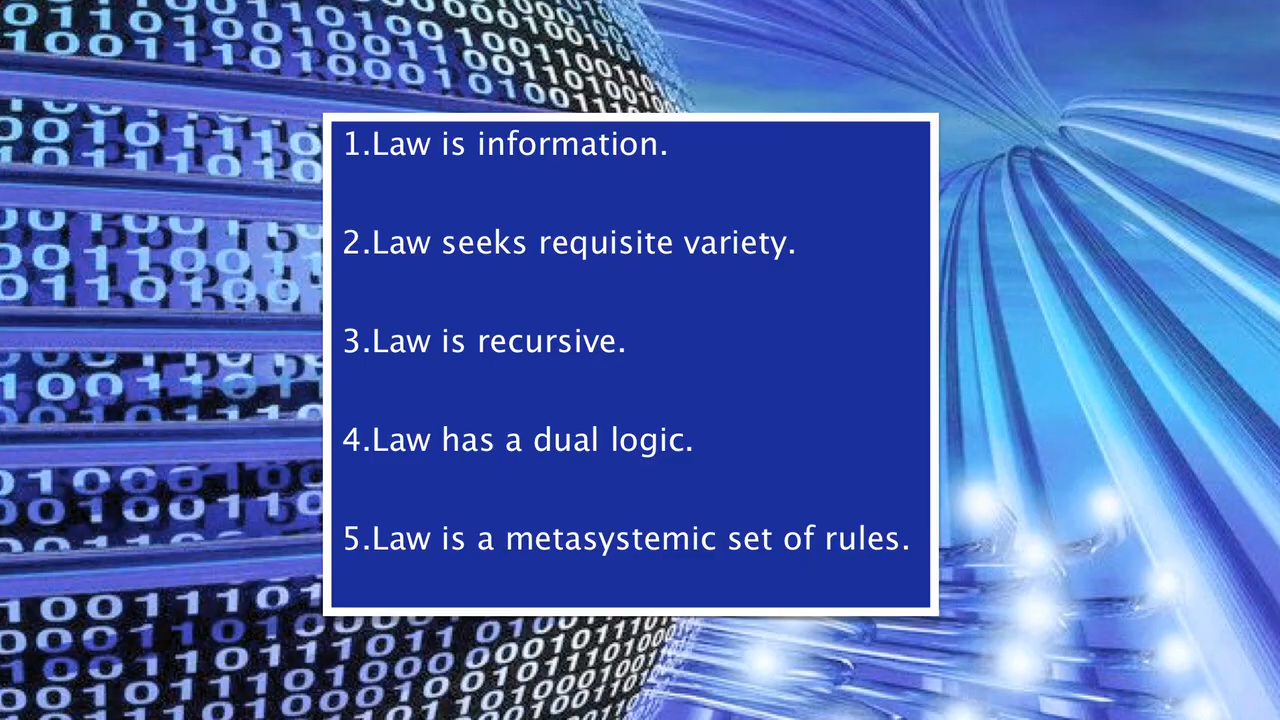 1.Law is information.
2.Law seeks requisite variety.
3.Law is recursive.
4.Law has a dual logic.
5.Law is a metasystemic set of rules.